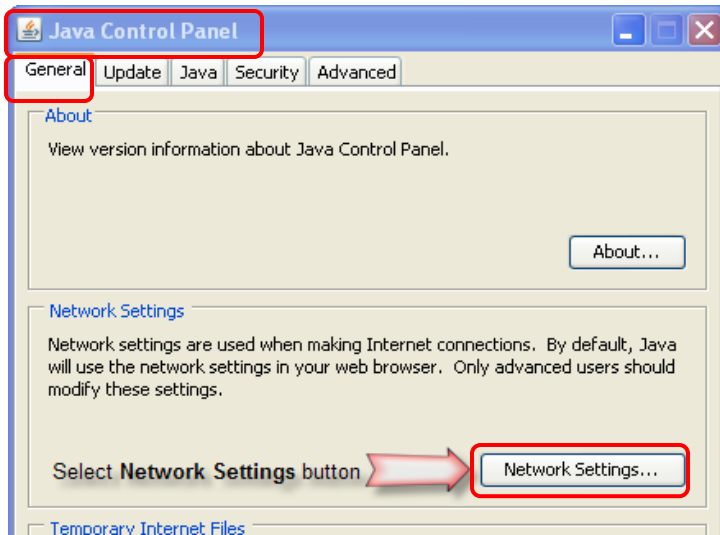 Java Control Panel
General Update Java Security Advanced
About
View version information about Java Control Panel.
About...
Network Settings
Network settings are used when making Internet connections. By default, Java
will use the network settings in your web browser. Only advanced users should
modify these settings.
Select Network Settings button
Network Settings...
Temporary Internet Files